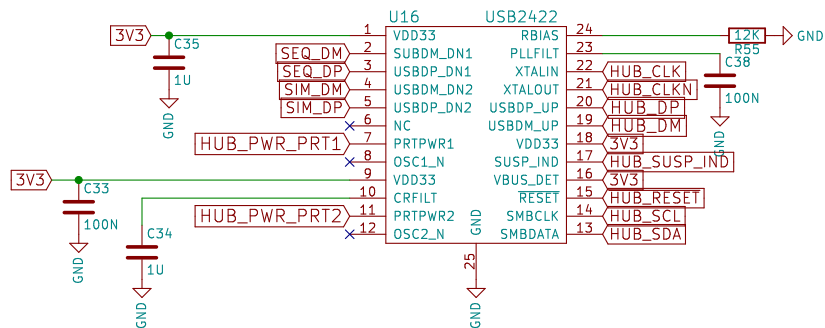 U16 USB2422
3V3 1 VDD33 RBIAS 24 12K GND
C35 R55
1U
GND
SEQ_DM 2 SUBDM_DN1 PLLFILT 23
C38
100N
GND
SEQ_DP 3 USBDP_DN1 XTALIN 22 HUB_CLK
SIM_DM 4 USBDM_DN2 XTALOUT 21 HUB_CLKN
SIM_DP 5 USBDP_DN2 USBDP_UP 20 HUB_DP
6 NC USBDM_UP 19 HUB_DM
HUB_PWR_PRT1 7 PRTPWR1 VDD33 18 3V3
8 OSC1_N SUSP_IND 17 HUB_SUSP_IND
3V3 9 VDD33 VBUS_DET 16 3V3
C33
100N
GND
10 CRFILT RESET 15 HUB_RESET
C34
1U
GND
HUB_PWR_PRT2 11 PRTPWR2 SMBCLK 14 HUB_SCL
12 OSC2_N SMBDATA 13 HUB_SDA
GND
25
GND